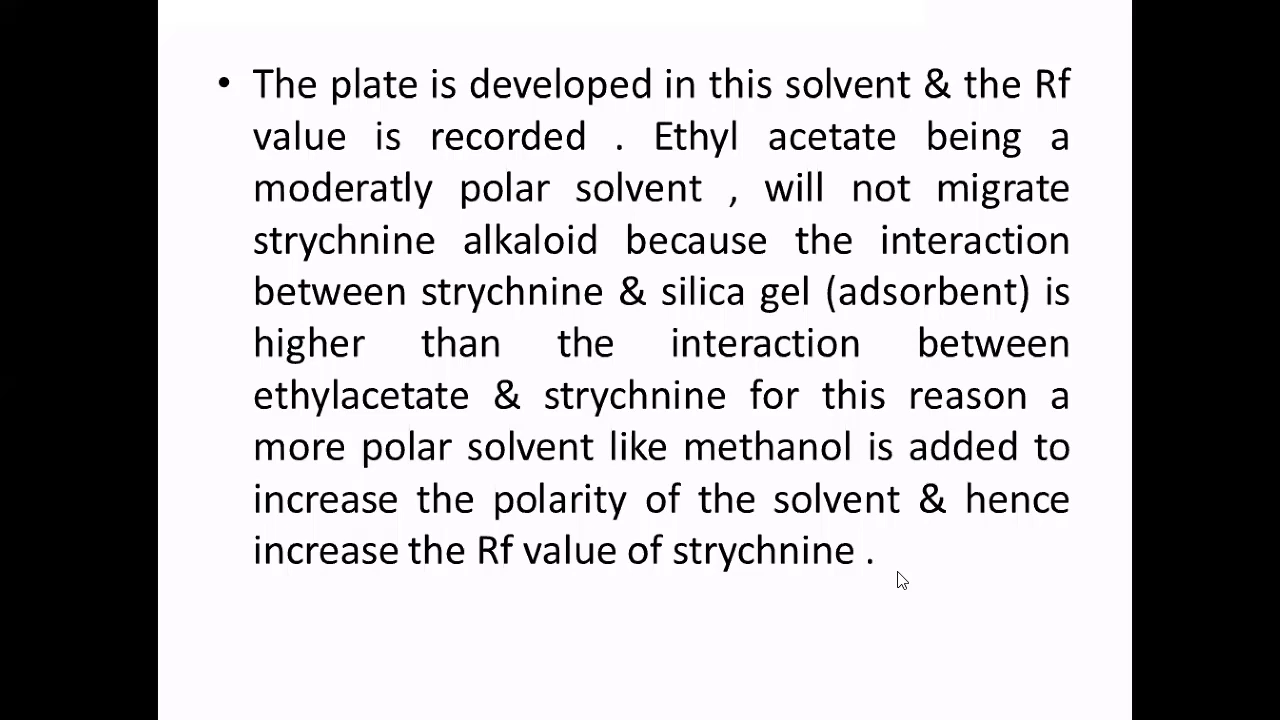 • The plate is developed in this solvent & the Rf
value is recorded . Ethyl acetate being a
moderatly polar solvent , will not migrate
strychnine alkaloid because the interaction
between strychnine & silica gel (adsorbent) is
higher than the interaction between
ethylacetate & strychnine for this reason a
more polar solvent like methanol is added to
increase the polarity of the solvent & hence
increase the Rf value of strychnine .